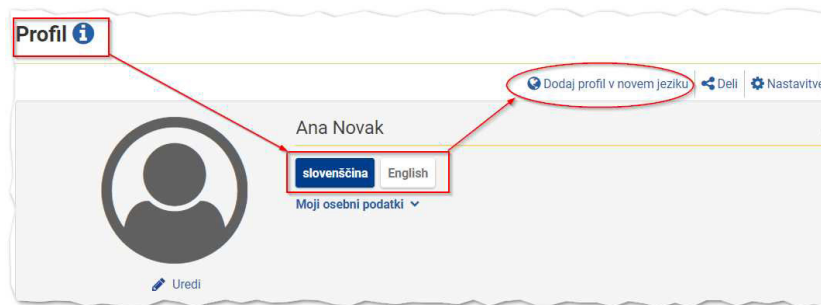 Profil
Dodaj profil v novem jeziku Deli Nastavitve
Ana Novak
slovenščina English
Moji osebni podatki
Uredi